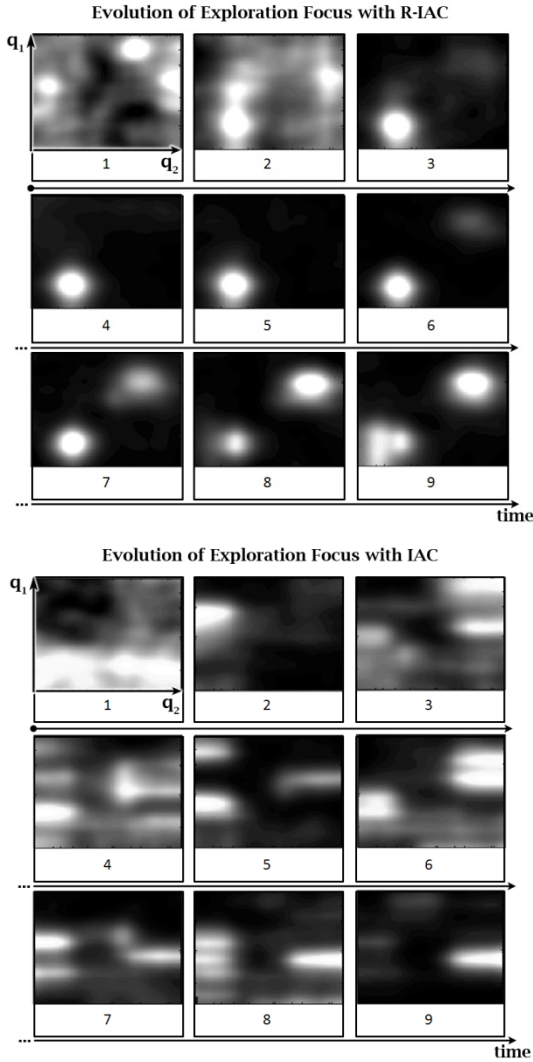 Evolution of Exploration Focus with R-IAC
q1
q2
1 2 3
4 5 6
...
7 8 9
...
time
Evolution of Exploration Focus with IAC
q1
q2
1 2 3
4 5 6
...
7 8 9
...
time